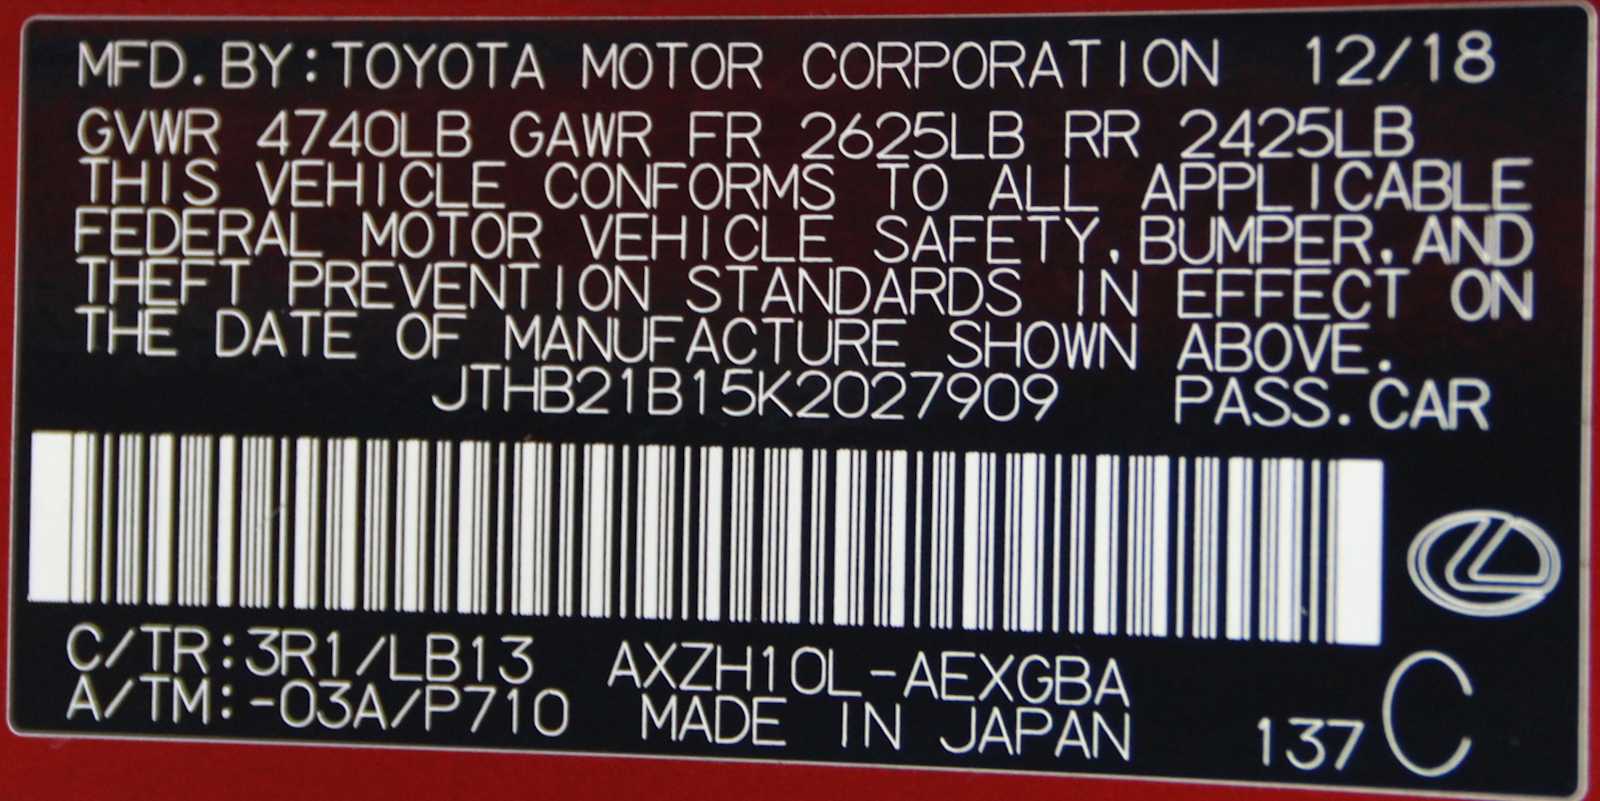 MFD. BY: TOYOTA MOTOR CORPORATION 12/18
GVWR 4740LB GAWR FR 2625LB RR 2425LB
THIS VEHICLE CONFORMS TO ALL APPLICABLE
FEDERAL MOTOR VEHICLE SAFETY, BUMPER, AND
THEFT PREVENTION STANDARDS IN EFFECT ON
THE DATE OF MANUFACTURE SHOWN ABOVE.
JTHB21B15K2027909 PASS. CAR
C/TR: 3R1/LB13 AXZH10L-AEXGBA
A/TM: -03A/P710 MADE IN JAPAN 137 C